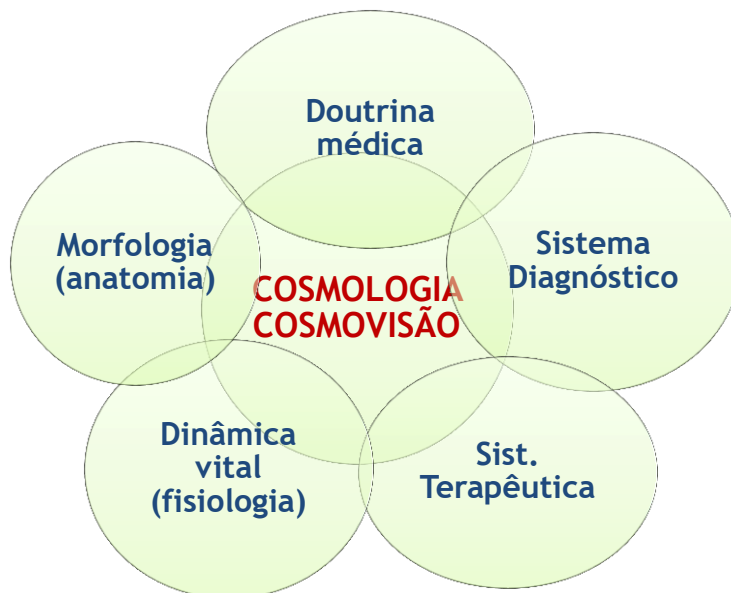 Doutrina
médica
Morfologia
(anatomia)
Sistema
Diagnóstico
COSMOLOGIA
COSMOVISÃO
Dinâmica
vital
(fisiologia)
Sist.
Terapêutica